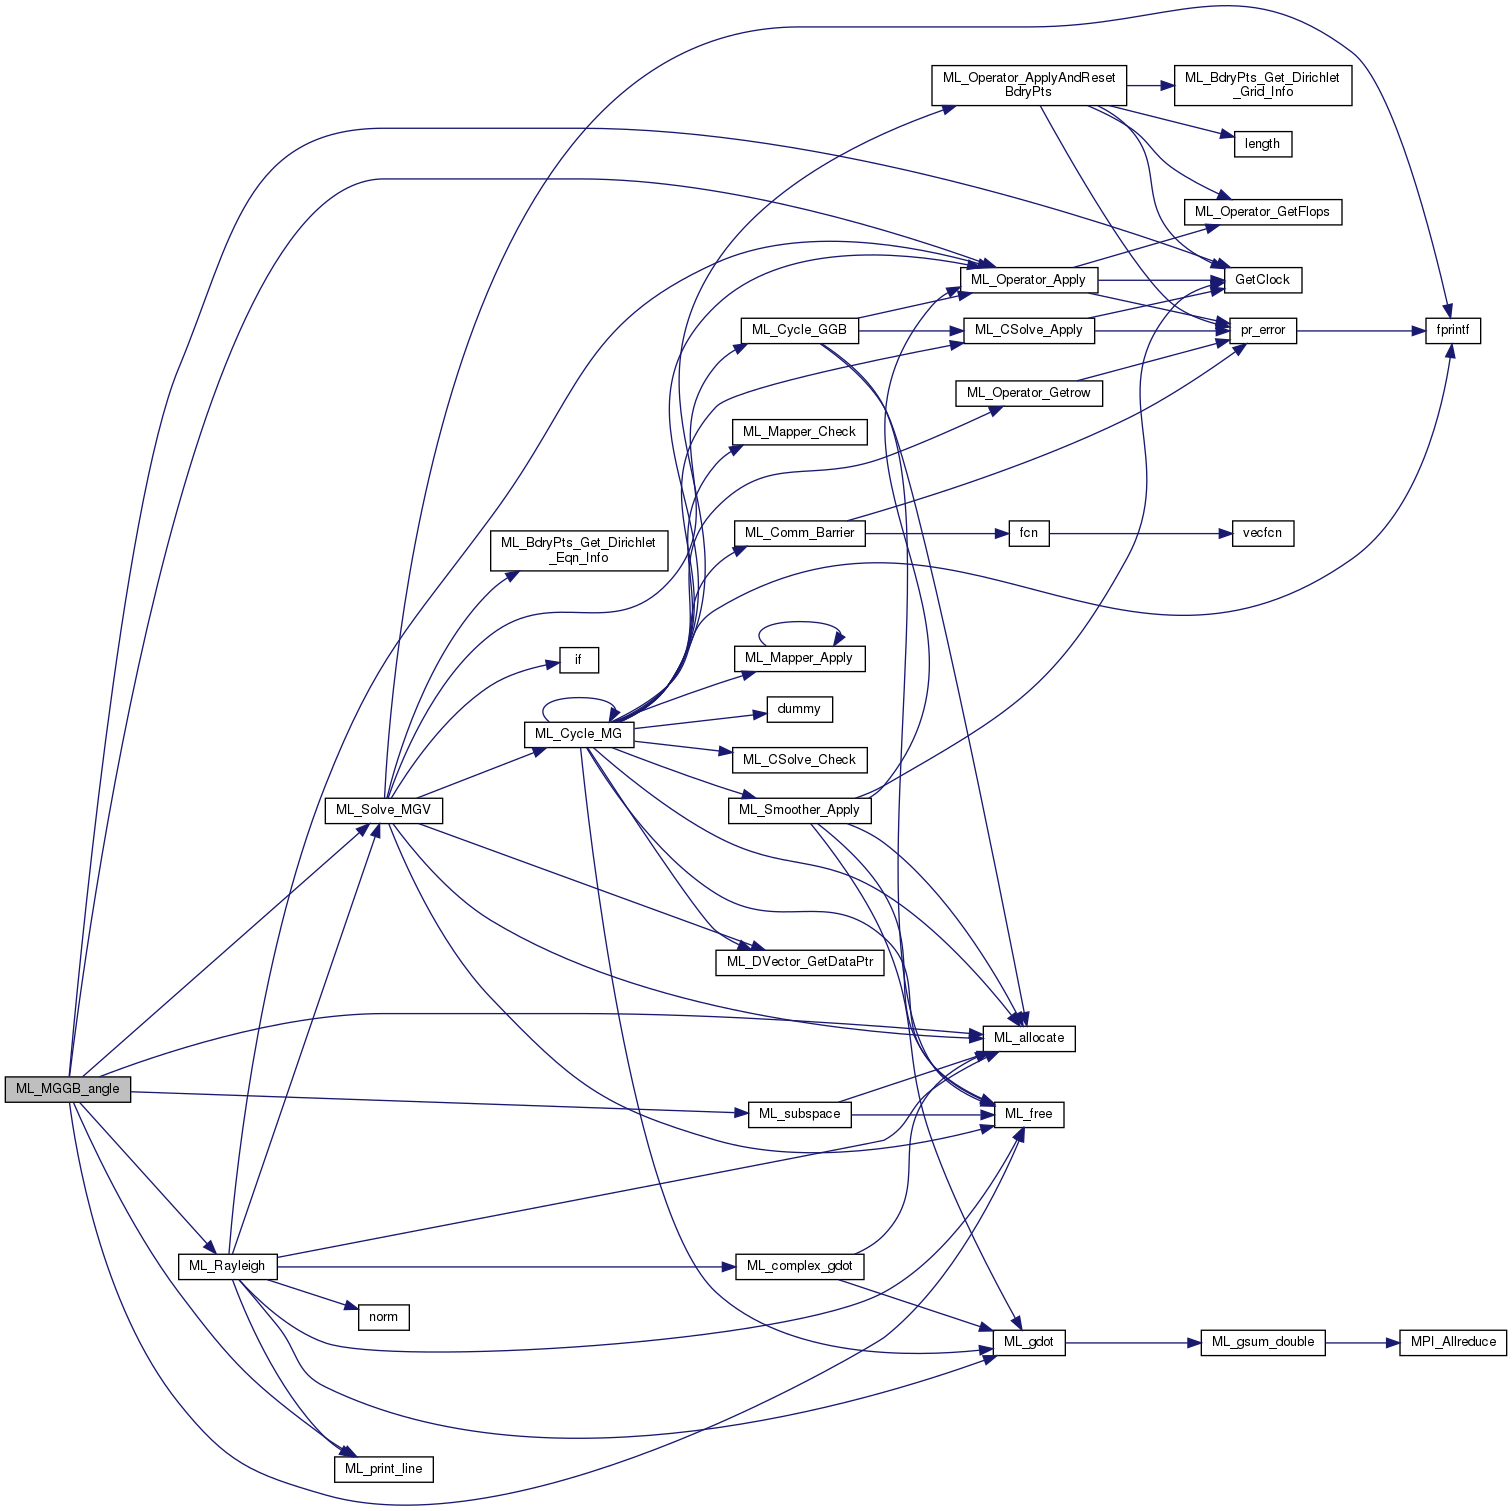 ML_Operator_ApplyAndReset
BdryPts
ML_BdryPts_Get_Dirichlet
_Grid_Info
length
ML_Operator_GetFlops
ML_Operator_Apply
GetClock
ML_Cycle_GGB
ML_CSolve_Apply
pr_error
fprintf
ML_Operator_Getrow
ML_Mapper_Check
ML_Comm_Barrier
fcn
vecfcn
ML_BdryPts_Get_Dirichlet
_Eqn_Info
if
ML_Mapper_Apply
dummy
ML_Cycle_MG
ML_CSolve_Check
ML_Solve_MGV
ML_Smoother_Apply
ML_DVector_GetDataPtr
ML_allocate
ML_MGGB_angle
ML_subspace
ML_free
ML_Rayleigh
ML_complex_gdot
norm
ML_gdot
ML_gsum_double
MPI_Allreduce
ML_print_line